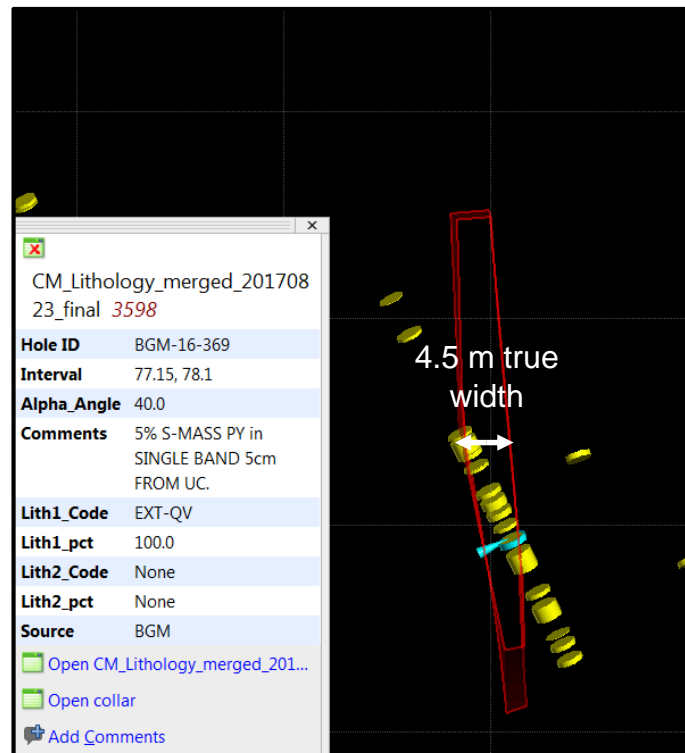 ×
CM_Lithology_merged_201708
23_final 3598
Hole ID BGM-16-369
Interval 77.15, 78.1
Alpha_Angle 40.0
Comments 5% S-MASS PY in
SINGLE BAND 5cm
FROM UC.
Lith1_Code EXT-QV
Lith1_pct 100.0
Lith2_Code None
Lith2_pct None
Source BGM
Open CM_Lithology_merged_201...
Open collar
Add Comments
4.5 m true
width